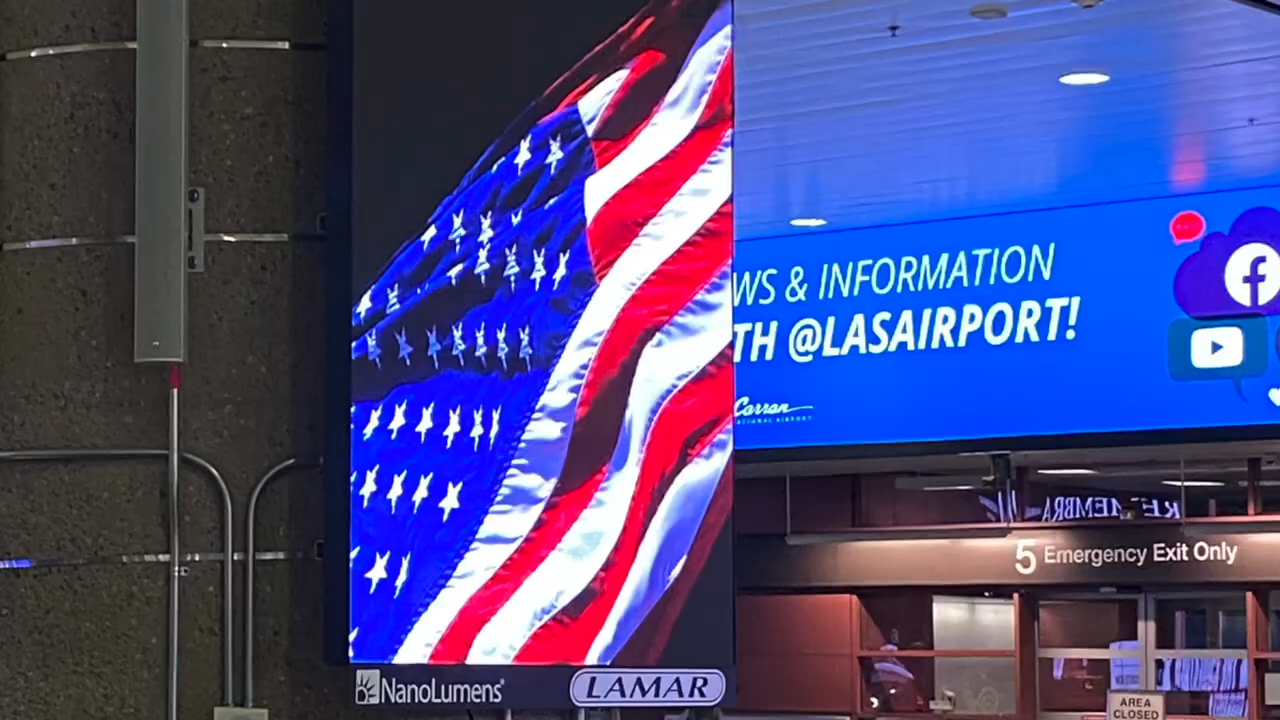 WS & INFORMATION
TH @LASAIRPORT!
Carran
5 Emergency Exit Only
NanoLumens®
LAMAR
AREA
CLOSED